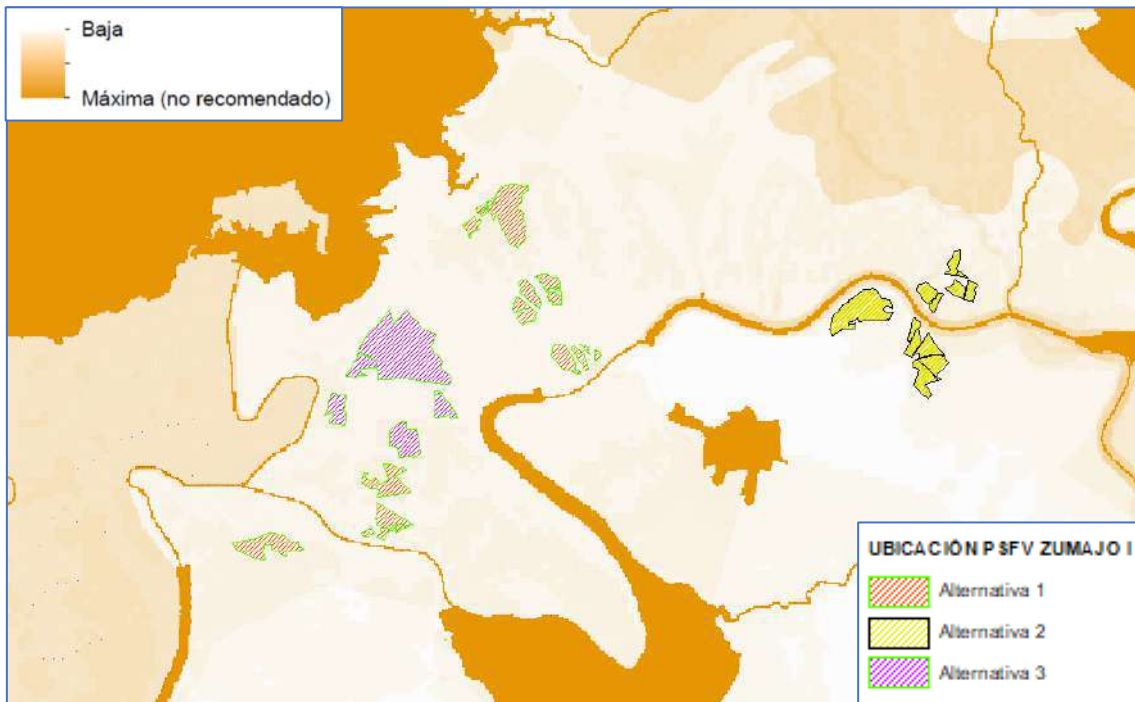 Baja
Máxima (no recomendado)
UBICACIÓN PSFV ZUMAJO I
Alternativa 1
Alternativa 2
Alternativa 3